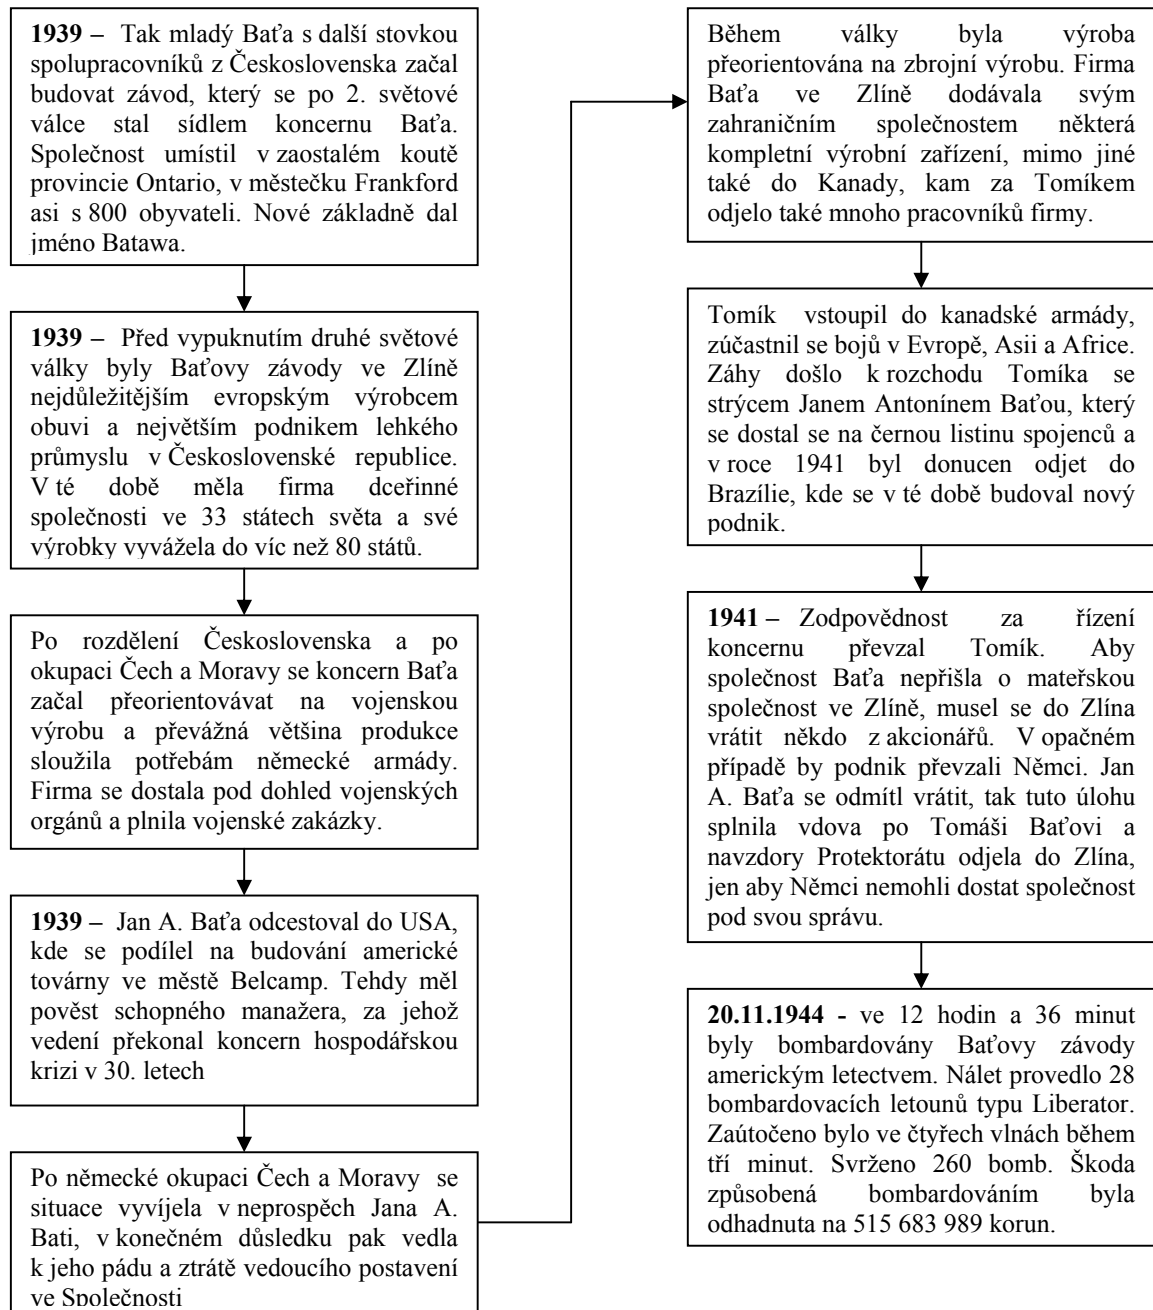 1939 – Tak mladý Baťa s další stovkou
spolupracovníků z Československa začal
budovat závod, který se po 2. světové
válce stal sídlem koncernu Baťa.
Společnost umístil v zaostalém koutě
provincie Ontario, v městečku Frankford
asi s 800 obyvateli. Nové základně dal
jméno Batawa.
1939 – Před vypuknutím druhé světové
války byly Baťovy závody ve Zlíně
nejdůležitějším evropským výrobcem
obuvi a největším podnikem lehkého
průmyslu v Československé republice.
V té době měla firma dceřinné
společnosti ve 33 státech světa a své
výrobky vyvážela do víc než 80 států.
Po rozdělení Československa a po
okupaci Čech a Moravy se koncern Baťa
začal přeorientovávat na vojenskou
výrobu a převážná většina produkce
sloužila potřebám německé armády.
Firma se dostala pod dohled vojenských
orgánů a plnila vojenské zakázky.
1939 – Jan A. Baťa odcestoval do USA,
kde se podílel na budování americké
továrny ve městě Belcamp. Tehdy měl
pověst schopného manažera, za jehož
vedení překonal koncern hospodářskou
krizi v 30. letech
Po německé okupaci Čech a Moravy se
situace vyvíjela v neprospěch Jana A.
Bati, v konečném důsledku pak vedla
k jeho pádu a ztrátě vedoucího postavení
ve Společnosti
Během války byla výroba
přeorientována na zbrojní výrobu. Firma
Baťa ve Zlíně dodávala svým
zahraničním společnostem některá
kompletní výrobní zařízení, mimo jiné
také do Kanady, kam za Tomíkem
odjelo také mnoho pracovníků firmy.
Tomík vstoupil do kanadské armády,
zúčastnil se bojů v Evropě, Asii a Africe.
Záhy došlo k rozchodu Tomíka se
strýcem Janem Antonínem Baťou, který
se dostal se na černou listinu spojenců a
v roce 1941 byl donucen odjet do
Brazílie, kde se v té době budoval nový
podnik.
1941 – Zodpovědnost za řízení
koncernu převzal Tomík. Aby
společnost Baťa nepřišla o mateřskou
společnost ve Zlíně, musel se do Zlína
vrátit někdo z akcionářů. V opačném
případě by podnik převzali Němci. Jan
A. Baťa se odmítl vrátit, tak tuto úlohu
splnila vdova po Tomáši Baťovi a
navzdory Protektorátu odjela do Zlína,
jen aby Němci nemohli dostat společnost
pod svou správu.
20.11.1944 - ve 12 hodin a 36 minut
byly bombardovány Baťovy závody
americkým letectvem. Nálet provedlo 28
bombardovacích letounů typu Liberator.
Zaútočeno bylo ve čtyřech vlnách během
tří minut. Svrženo 260 bomb. Škoda
způsobená bombardováním byla
odhadnuta na 515 683 989 korun.